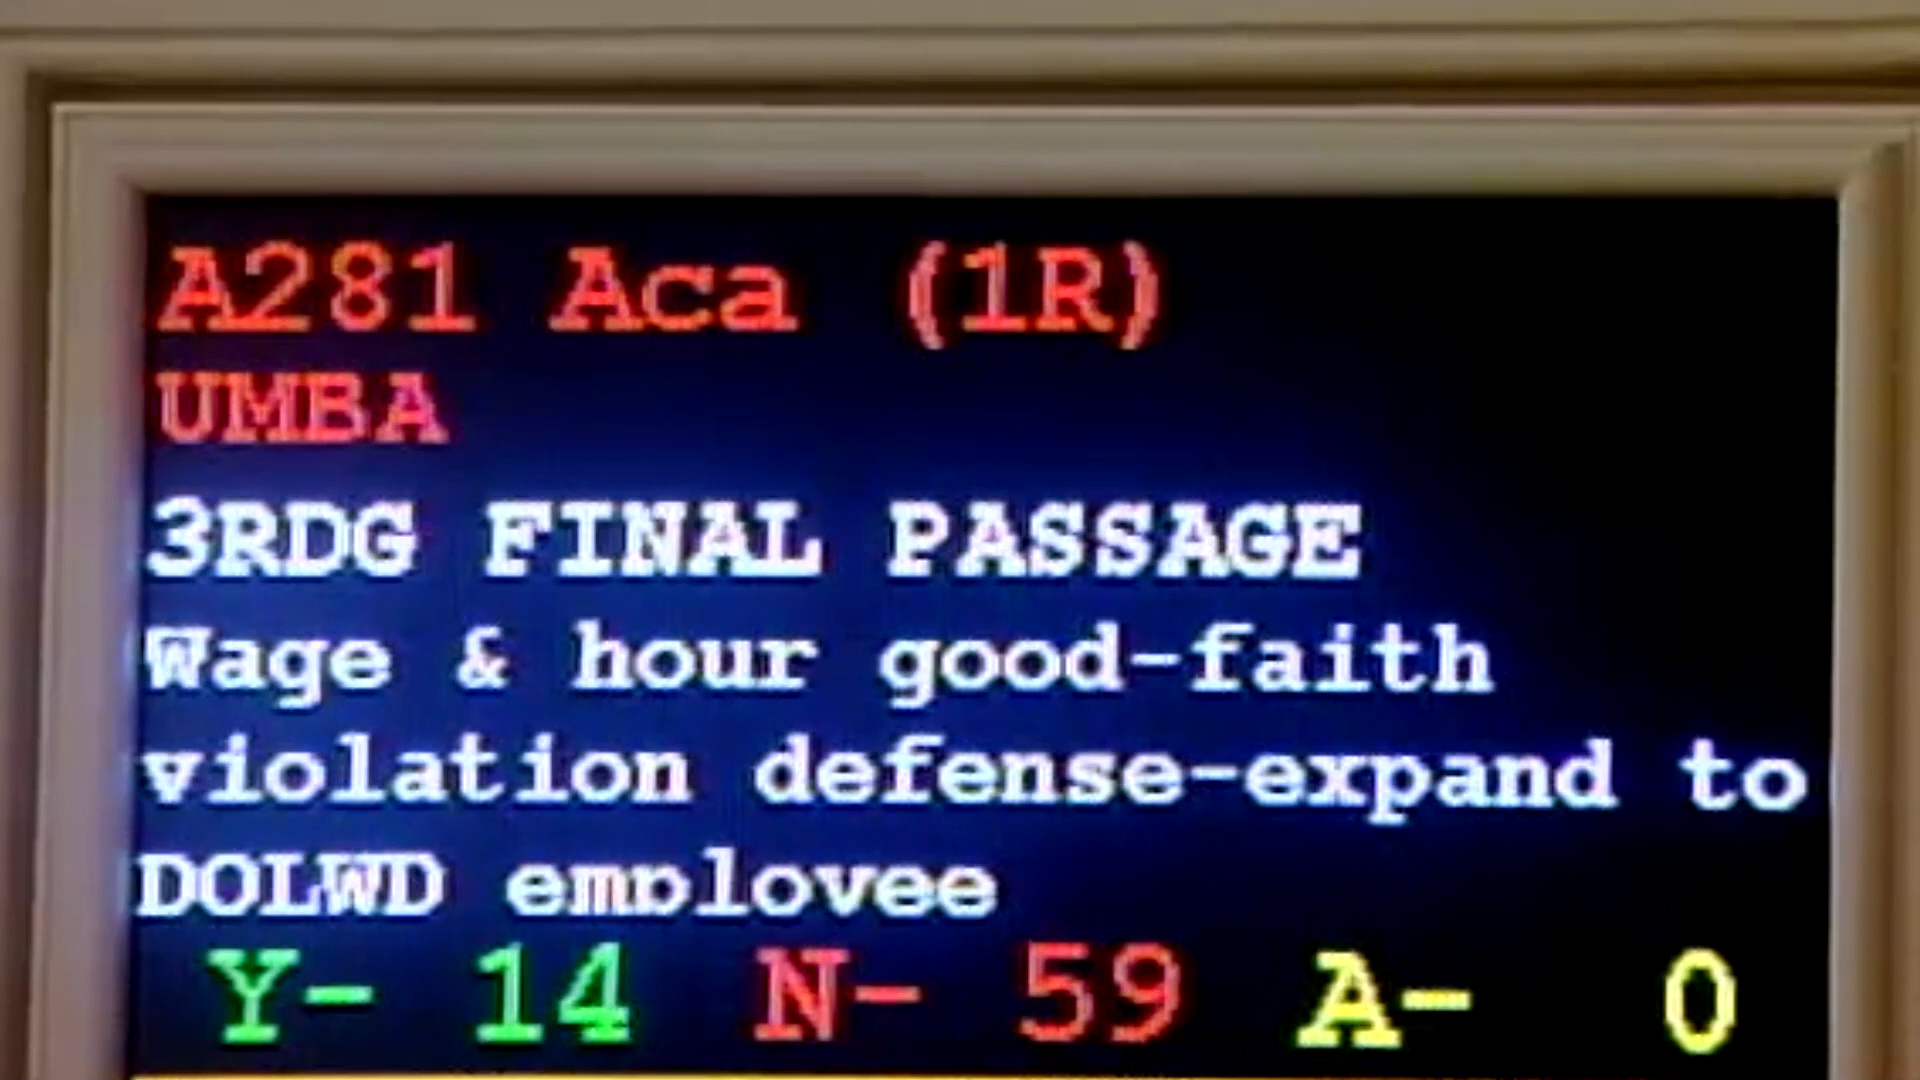 A281 Aca (1R)
UMBA
3RDG FINAL PASSAGE
Wage & hour good-faith
violation defense-expand to
DOLWD employee
Y- 14 N- 59 A- 0